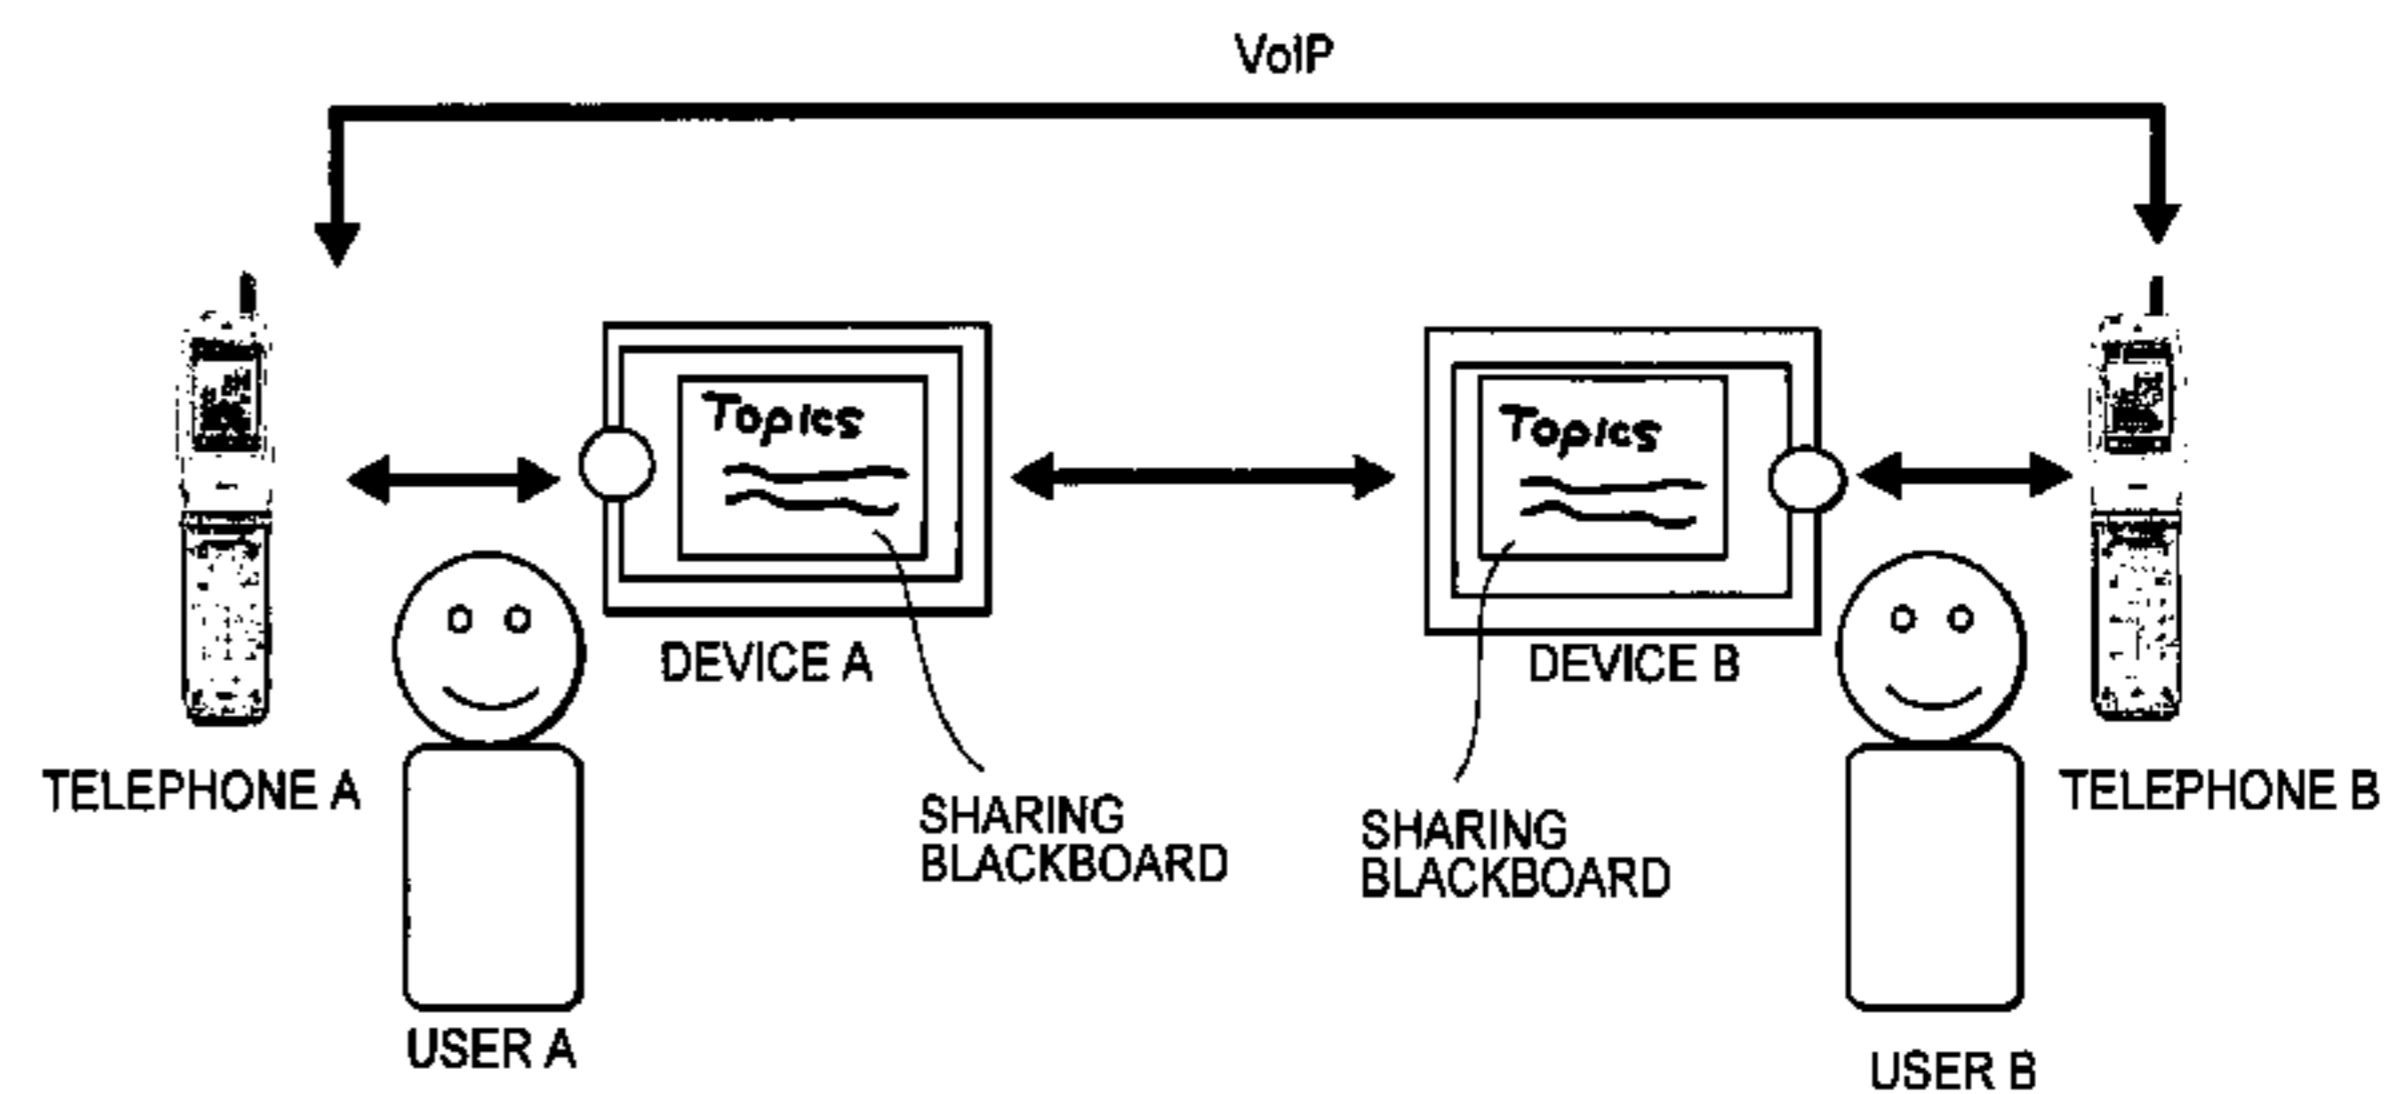 VoIP
Topics
Topics
DEVICE A
DEVICE B
TELEPHONE A
SHARING
BLACKBOARD
SHARING
BLACKBOARD
TELEPHONE B
USER A
USER B